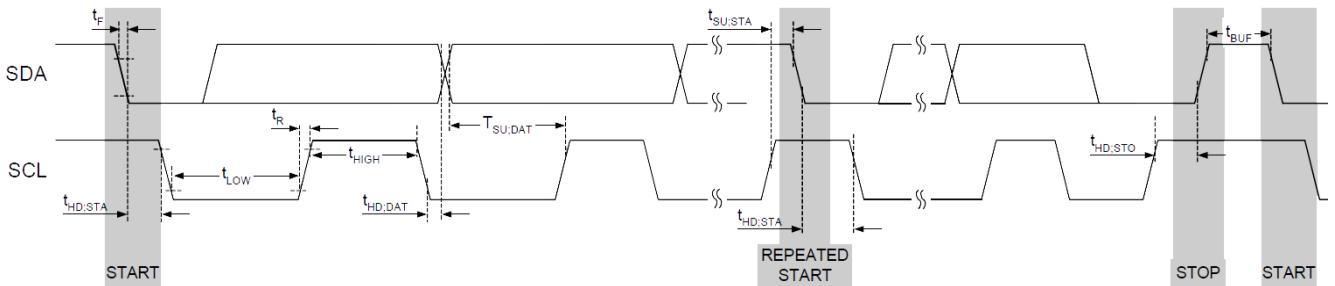 tF
tSU;STA
tBUF
SDA
tR
TSU;DAT
tHIGH
tHD;STO
SCL
tLOW
tHD;STA
tHD;DAT
tHD;STA
START
REPEATED
START
STOP
START